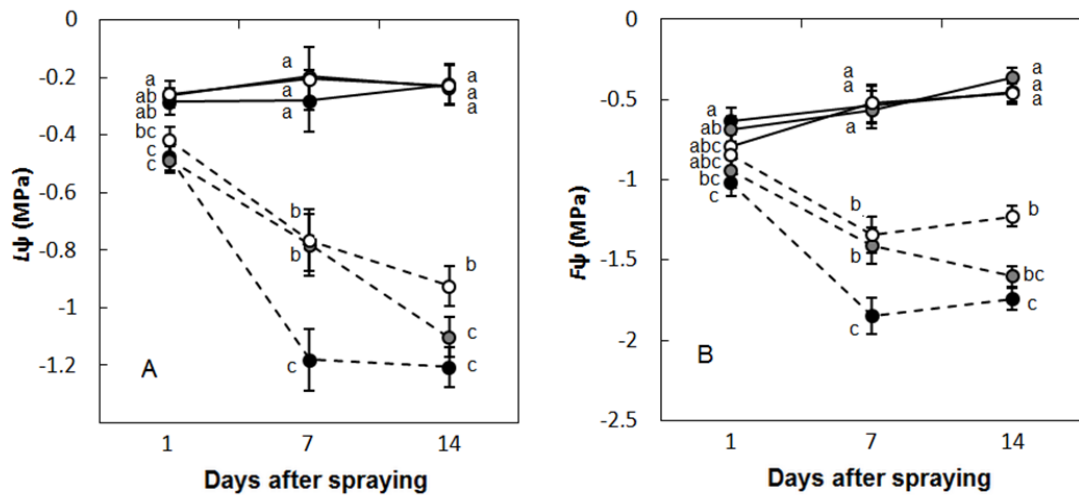 0
-0.2
-0.4
-0.6
-0.8
-1
-1.2
Lψ (MPa)
a
ab
ab
bc
c
c
a
a
b
b
c
a
a
a
b
c
c
A
1 7 14
Days after spraying
0
-0.5
-1
-1.5
-2
-2.5
Fψ (MPa)
a
ab
abc
abc
bc
c
a
a
b
b
c
a
a
a
b
bc
c
B
1 7 14
Days after spraying